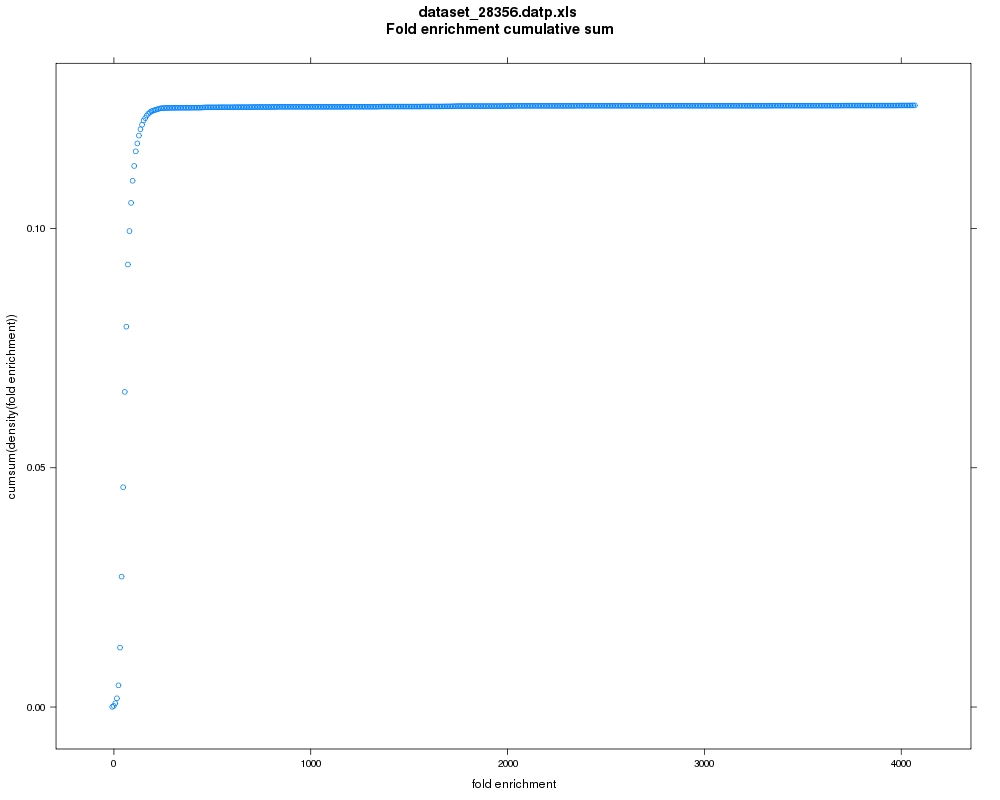 dataset_28356.datp.xls
Fold enrichment cumulative sum
cumsum(density(fold enrichment))
0.10
0.05
0.00
0
1000
2000
3000
4000
fold enrichment